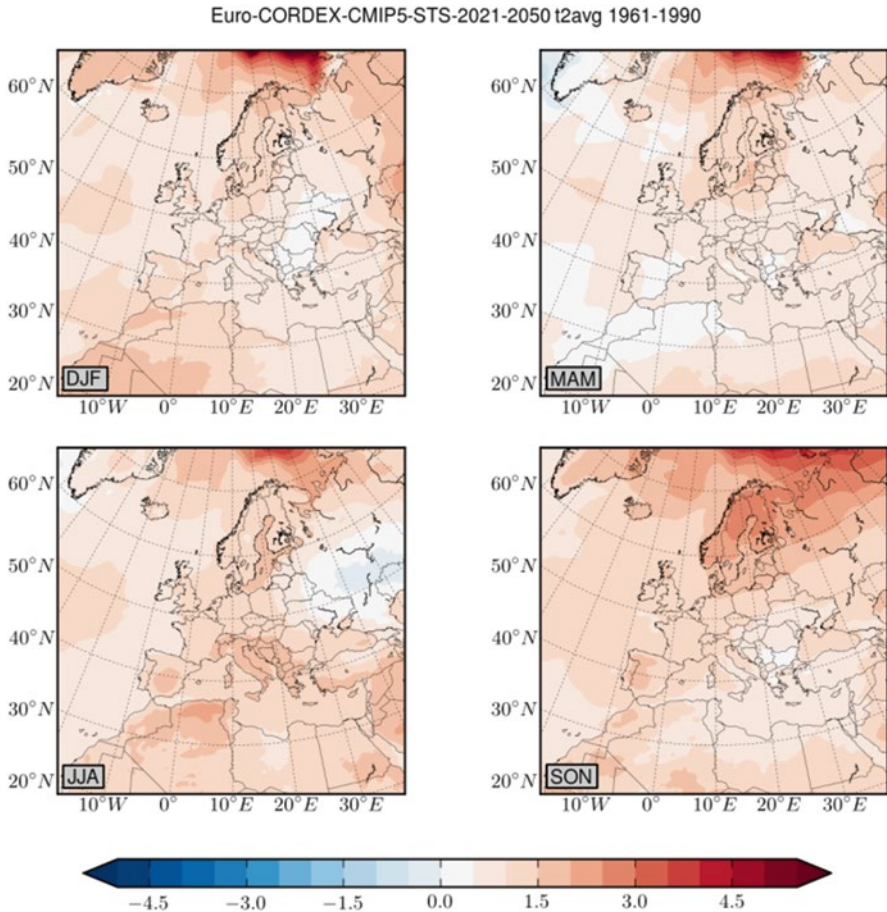 Euro-CORDEX-CMIP5-STS-2021-2050 t2avg 1961-1990
60°N
50°N
40°N
30°N
20°N
DJF
10°W 0° 10°E 20°E 30°E
60°N
50°N
40°N
30°N
20°N
MAM
10°W 0° 10°E 20°E 30°E
60°N
50°N
40°N
30°N
20°N
JJA
10°W 0° 10°E 20°E 30°E
60°N
50°N
40°N
30°N
20°N
SON
10°W 0° 10°E 20°E 30°E
−4.5 −3.0 −1.5 0.0 1.5 3.0 4.5